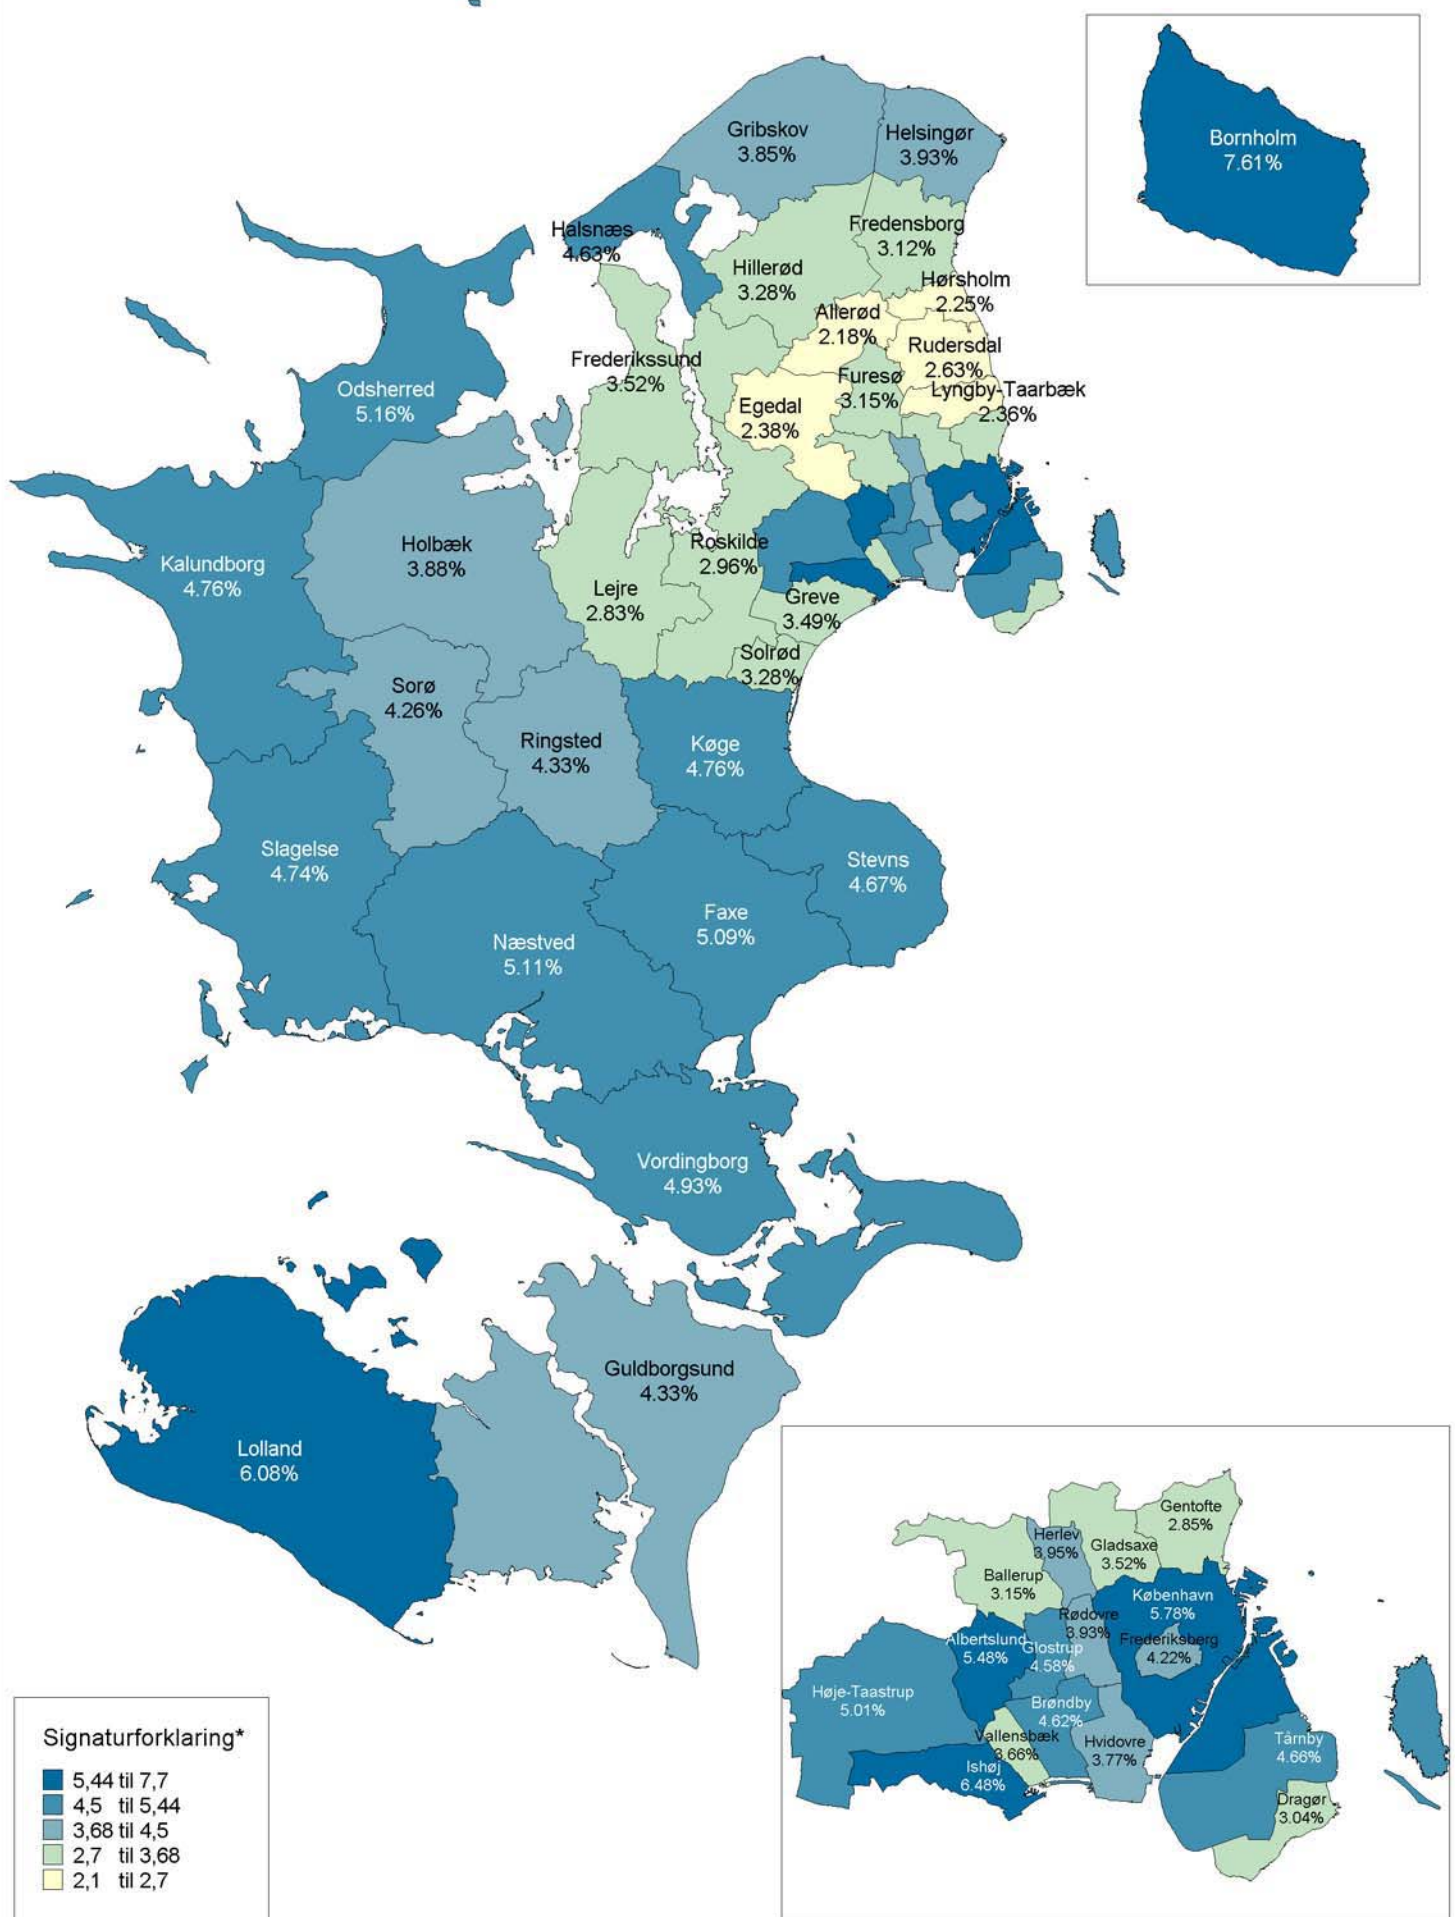 Bornholm
7.61%
Gribskov
3.85%
Helsingør
3.93%
Halsnæs
4.63%
Fredensborg
3.12%
Hillerød
3.28%
Hørsholm
2.25%
Allerød
2.18%
Rudersdal
2.63%
Frederikssund
3.52%
Furesø
3.15%
Lyngby-Taarbæk
2.36%
Egedal
2.38%
Odsherred
5.16%
Kalundborg
4.76%
Holbæk
3.88%
Roskilde
2.96%
Lejre
2.83%
Greve
3.49%
Solrød
3.28%
Sorø
4.26%
Ringsted
4.33%
Køge
4.76%
Slagelse
4.74%
Stevns
4.67%
Faxe
5.09%
Næstved
5.11%
Vordingborg
4.93%
Guldborgsund
4.33%
Lolland
6.08%
Gentofte
2.85%
Herlev
3.95%
Gladsaxe
3.52%
Ballerup
3.15%
København
5.78%
Rødovre
3.93%
Albertslund
5.48%
Glostrup
4.58%
Frederiksberg
4.22%
Høje-Taastrup
5.01%
Brøndby
4.62%
Vallensbæk
3.66%
Hvidovre
3.77%
Ishøj
6.48%
Tårnby
4.66%
Dragør
3.04%
Signaturforklaring*
5,44 til 7,7
4,5 til 5,44
3,68 til 4,5
2,7 til 3,68
2,1 til 2,7